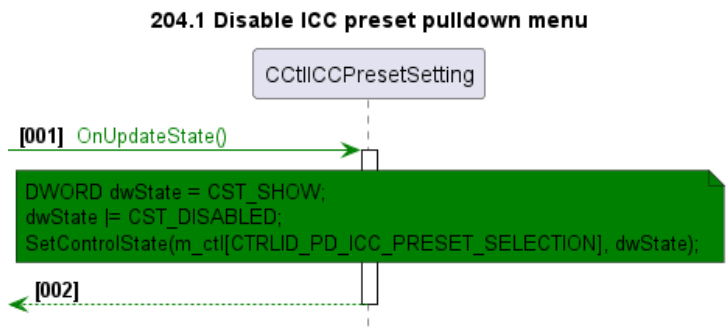 204.1 Disable ICC preset pulldown menu
CCtlICCPresetSetting
[001] OnUpdateState()
DWORD dwState = CST_SHOW;
dwState |= CST_DISABLED;
SetControlState(m_ctl[CTRLID_PD_ICC_PRESET_SELECTION], dwState);
[002]